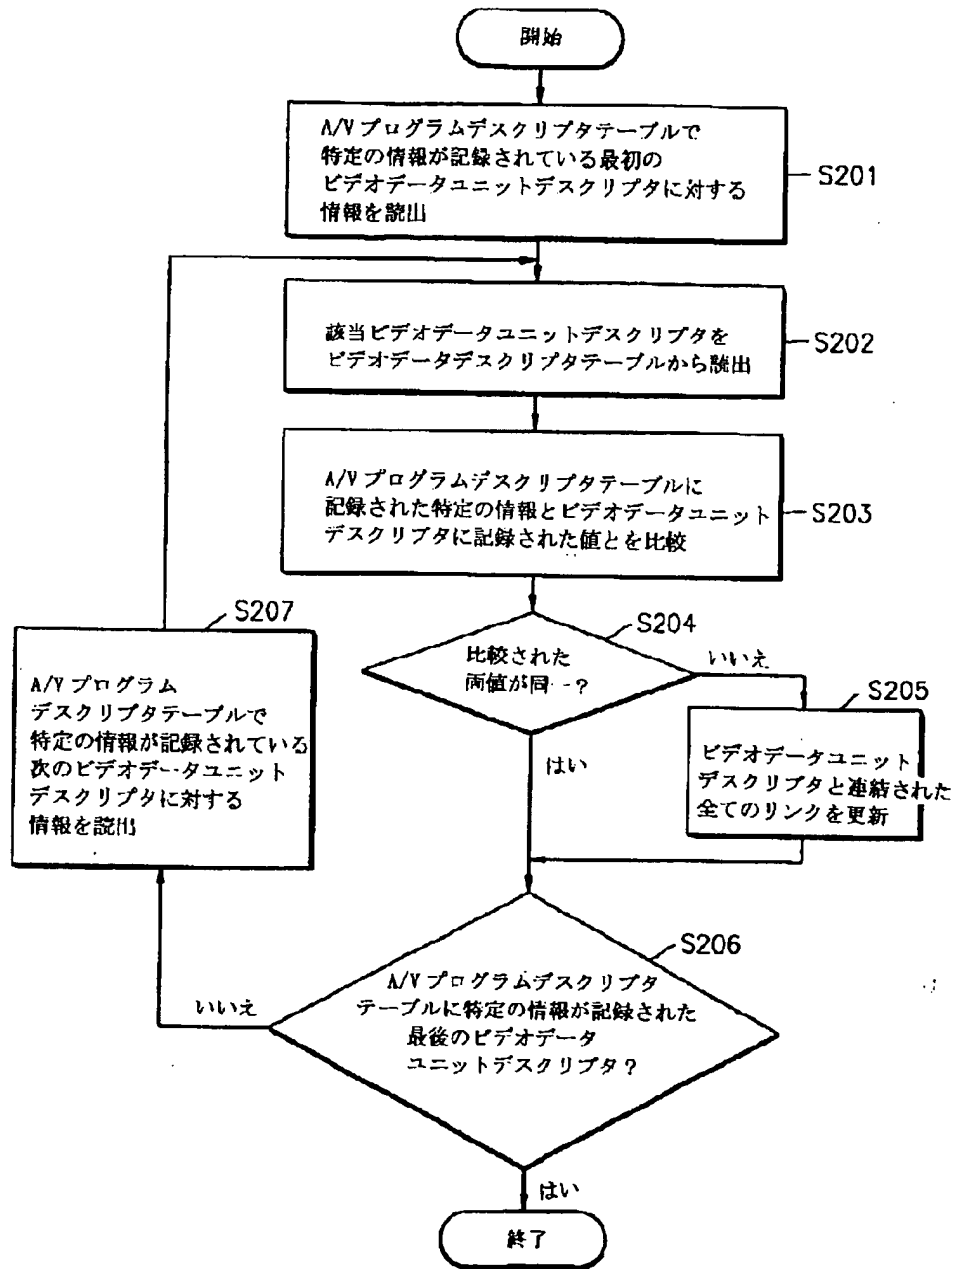 開始
A/V プログラムデスクリプタテーブルで
特定の情報が記録されている最初の
ビデオデータユニットデスクリプタに対する
情報を読出
S201
該当ビデオデータユニットデスクリプタを
ビデオデータデスクリプタテーブルから読出
S202
A/V プログラムデスクリプタテーブルに
記録された特定の情報とビデオデータユニット
デスクリプタに記録された値とを比較
S203
比較された
両値が同一？
S204
いいえ
はい
S205
ビデオデータユニット
デスクリプタと連結された
全てのリンクを更新
S207
A/V プログラム
デスクリプタテーブルで
特定の情報が記録されている
次のビデオデータユニット
デスクリプタに対する
情報を読出
S206
A/V プログラムデスクリプタ
テーブルに特定の情報が記録された
最後のビデオデータ
ユニットデスクリプタ？
いいえ
はい
終了